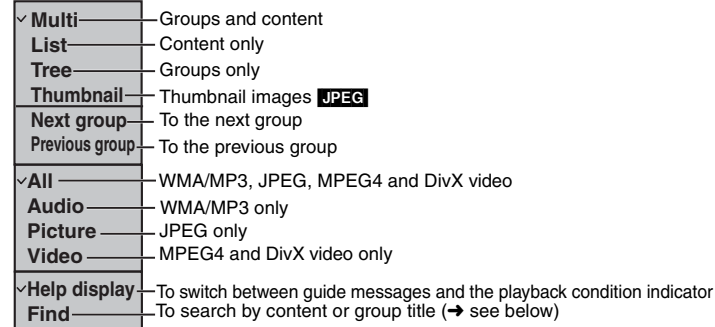 ✓ Multi Groups and content
List Content only
Tree Groups only
Thumbnail Thumbnail images JPEG
Next group To the next group
Previous group To the previous group
✓All WMA/MP3, JPEG, MPEG4 and DivX video
Audio WMA/MP3 only
Picture JPEG only
Video MPEG4 and DivX video only
✓Help display To switch between guide messages and the playback condition indicator
Find To search by content or group title (➜ see below)